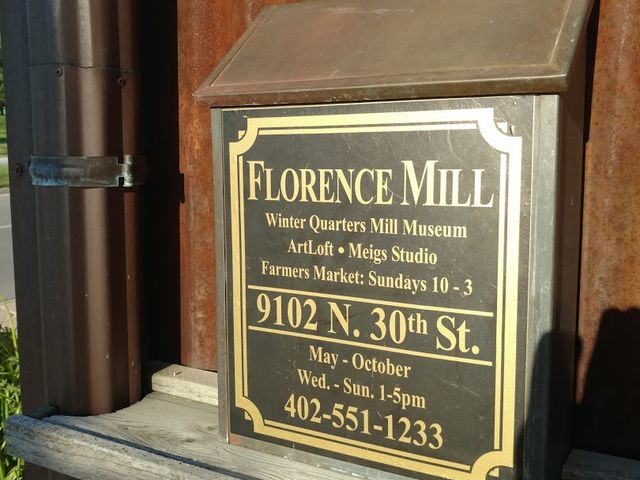 FLORENCE MILL
Winter Quarters Mill Museum
ArtLoft • Meigs Studio
Farmers Market: Sundays 10 - 3
9102 N. 30th St.
May - October
Wed. - Sun. 1-5pm
402-551-1233